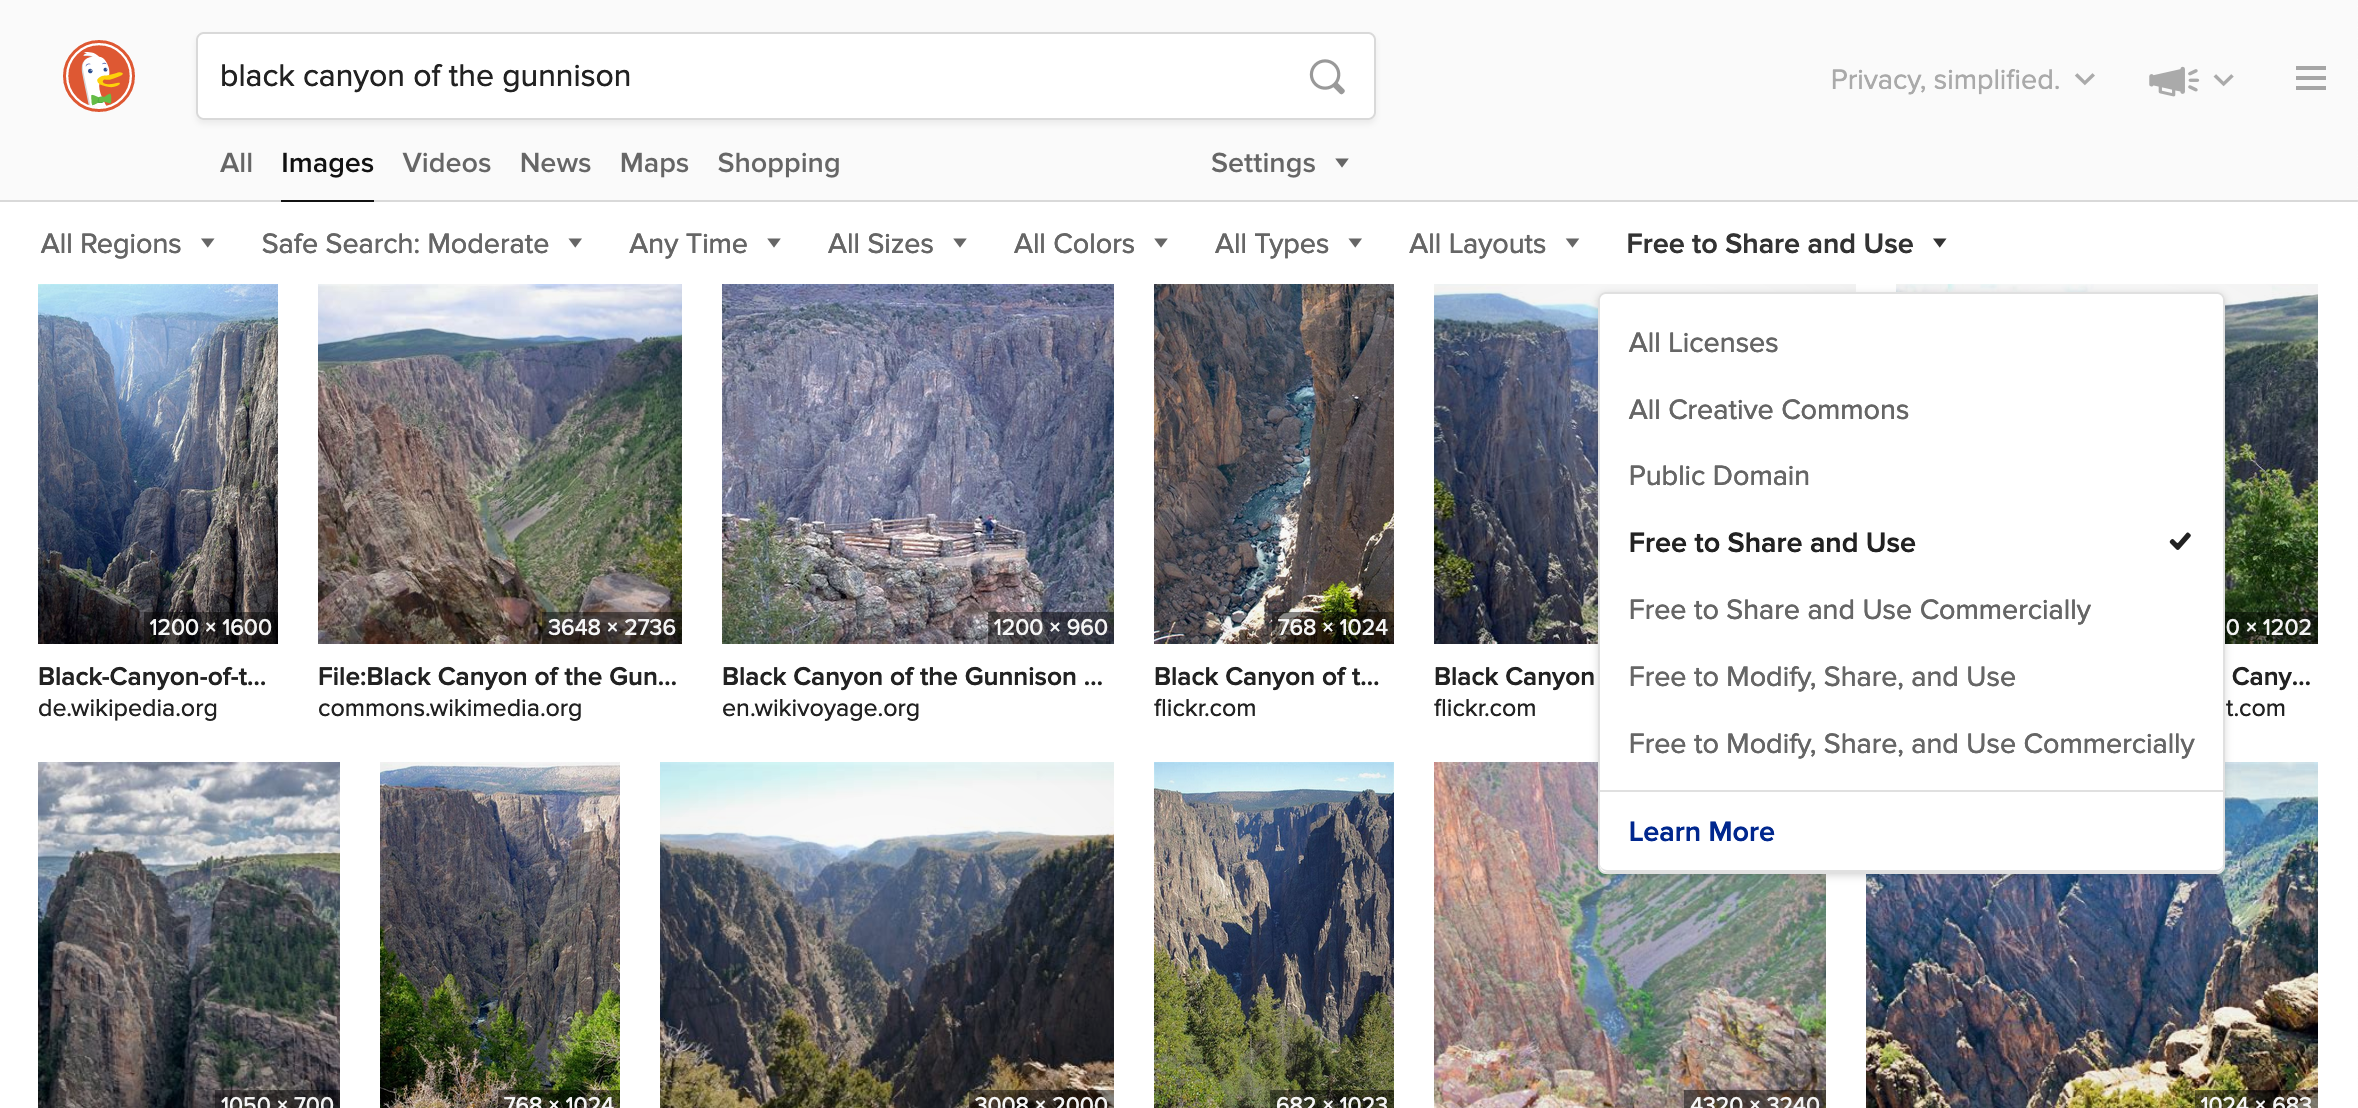 black canyon of the gunnison
Privacy, simplified.
All Images Videos News Maps Shopping Settings
All Regions Safe Search: Moderate Any Time All Sizes All Colors All Types All Layouts Free to Share and Use
All Licenses
All Creative Commons
Public Domain
Free to Share and Use
Free to Share and Use Commercially
Free to Modify, Share, and Use
Free to Modify, Share, and Use Commercially
Learn More
1200 × 1600
3648 × 2736
1200 × 960
768 × 1024
0 × 1202
Black-Canyon-of-t...
de.wikipedia.org
File:Black Canyon of the Gun...
commons.wikimedia.org
Black Canyon of the Gunnison ...
en.wikivoyage.org
Black Canyon of t...
flickr.com
Black Canyon
flickr.com
Cany...
t.com
1050 × 700
768 × 1024
3008 × 2000
682 × 1023
4320 × 3240
1024 × 683